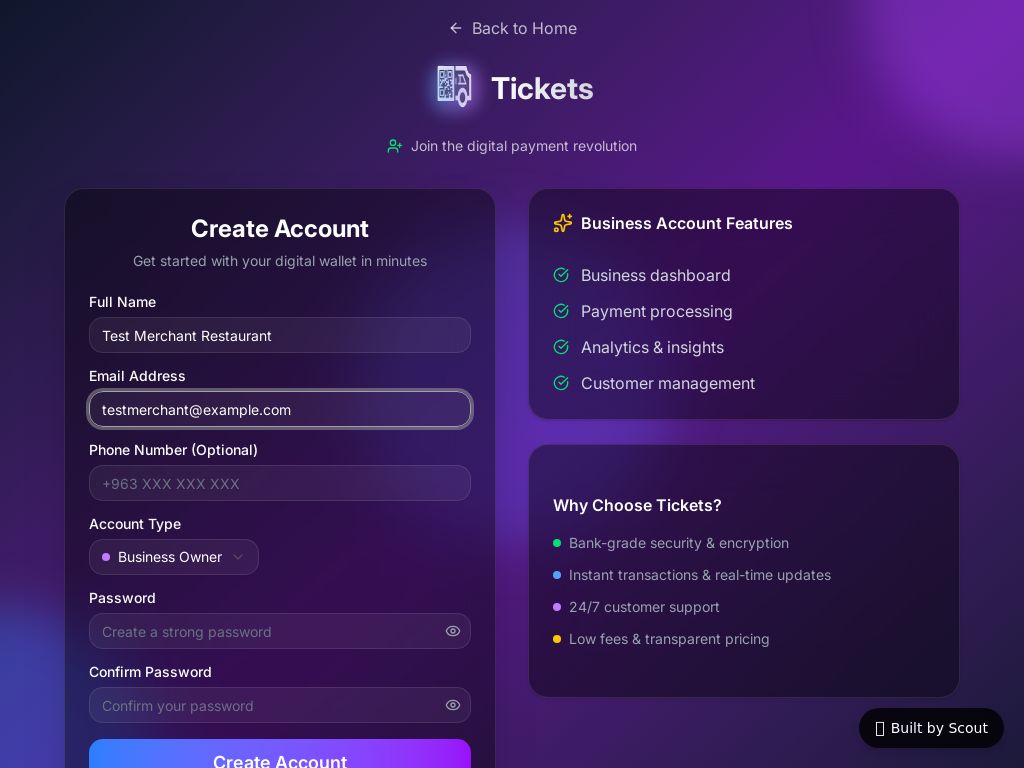 Back to Home
Tickets
Join the digital payment revolution
Create Account
Get started with your digital wallet in minutes
Full Name
Test Merchant Restaurant
Email Address
testmerchant@example.com
Phone Number (Optional)
+963 XXX XXX XXX
Account Type
Business Owner
Password
Create a strong password
Confirm Password
Confirm your password
Create Account
Business Account Features
Business dashboard
Payment processing
Analytics & insights
Customer management
Why Choose Tickets?
Bank-grade security & encryption
Instant transactions & real-time updates
24/7 customer support
Low fees & transparent pricing
Built by Scout